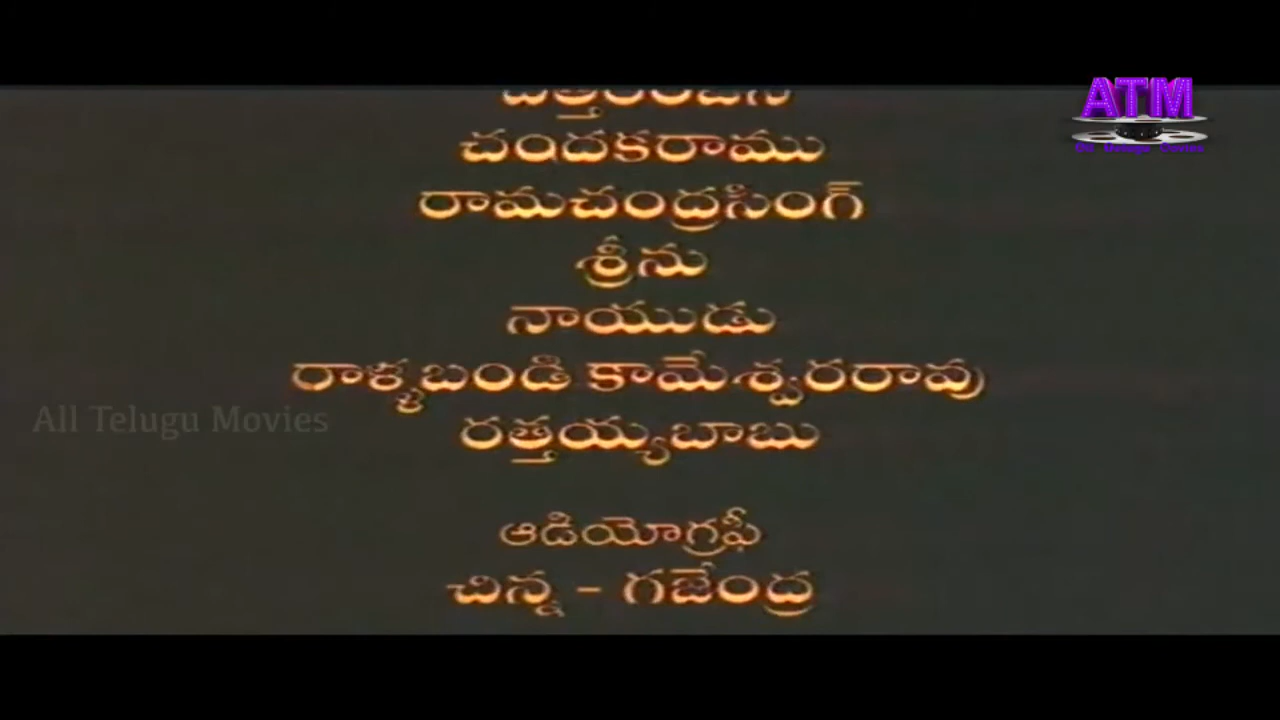 ATM
చందకరాము
రామచంద్రసింగ్
శ్రీను
నాయుడు
గాళ్ళబండి కామేశ్వరరావు
All Telugu Movies
రత్తయ్యబాబు
ఆడియోగ్రఫీ
చిన్న - గజేంద్ర